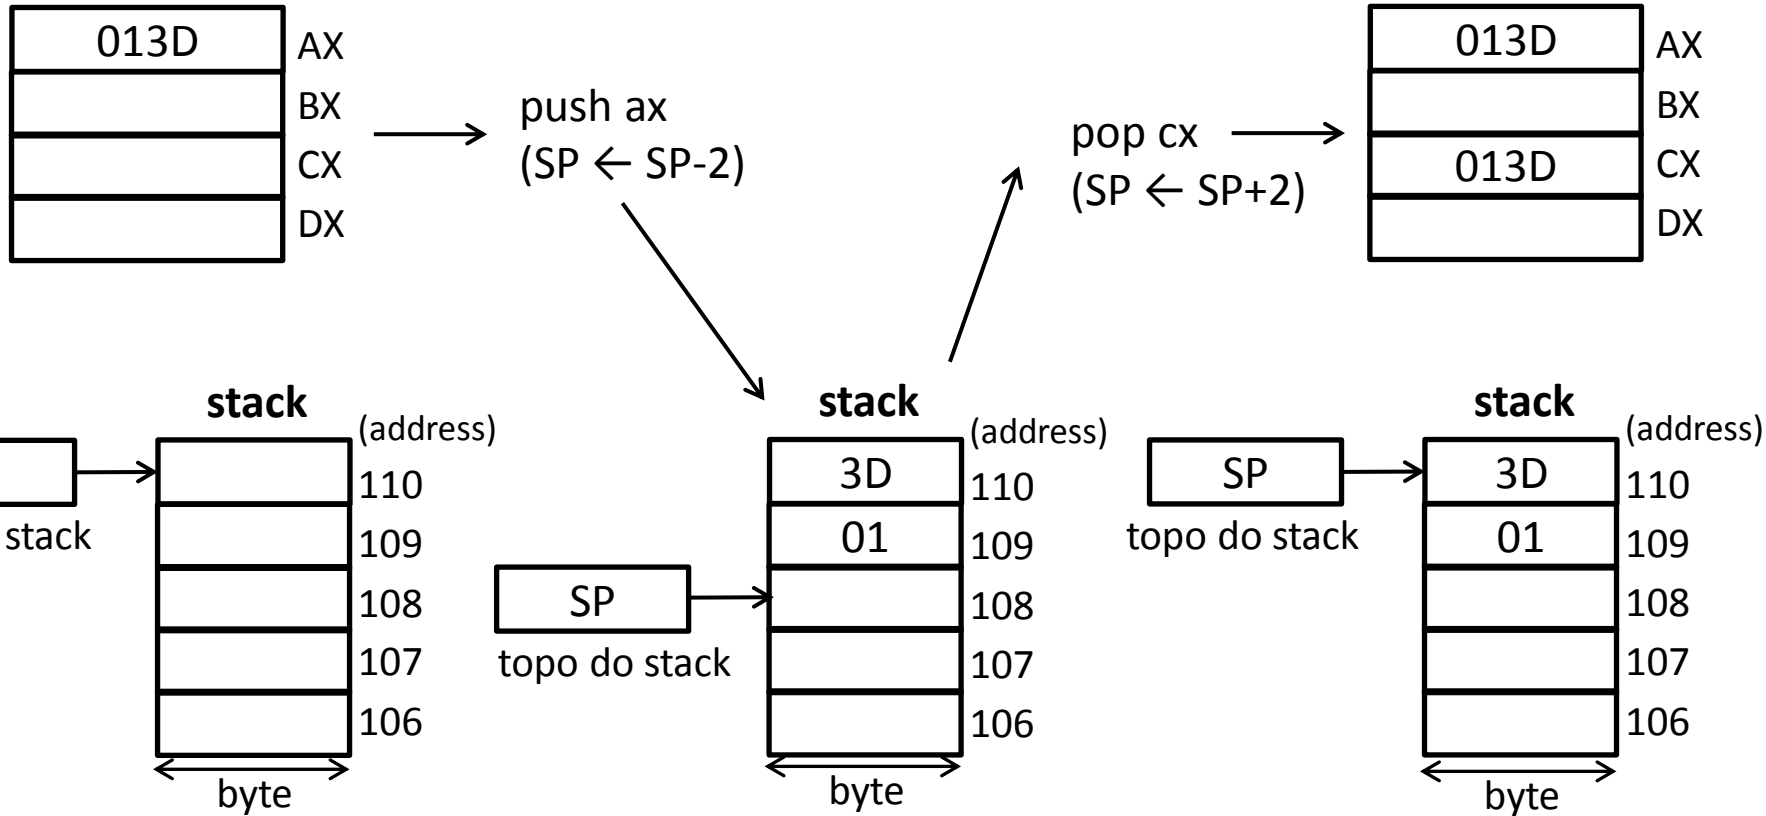 013D
AX
BX
CX
DX
push ax
(SP ← SP-2)
pop cx
(SP ← SP+2)
013D
AX
BX
013D
CX
DX
stack
(address)
110
109
108
107
106
byte
stack
stack
(address)
3D
110
01
109
108
107
106
SP
topo do stack
byte
stack
(address)
3D
110
01
109
108
107
106
SP
topo do stack
byte